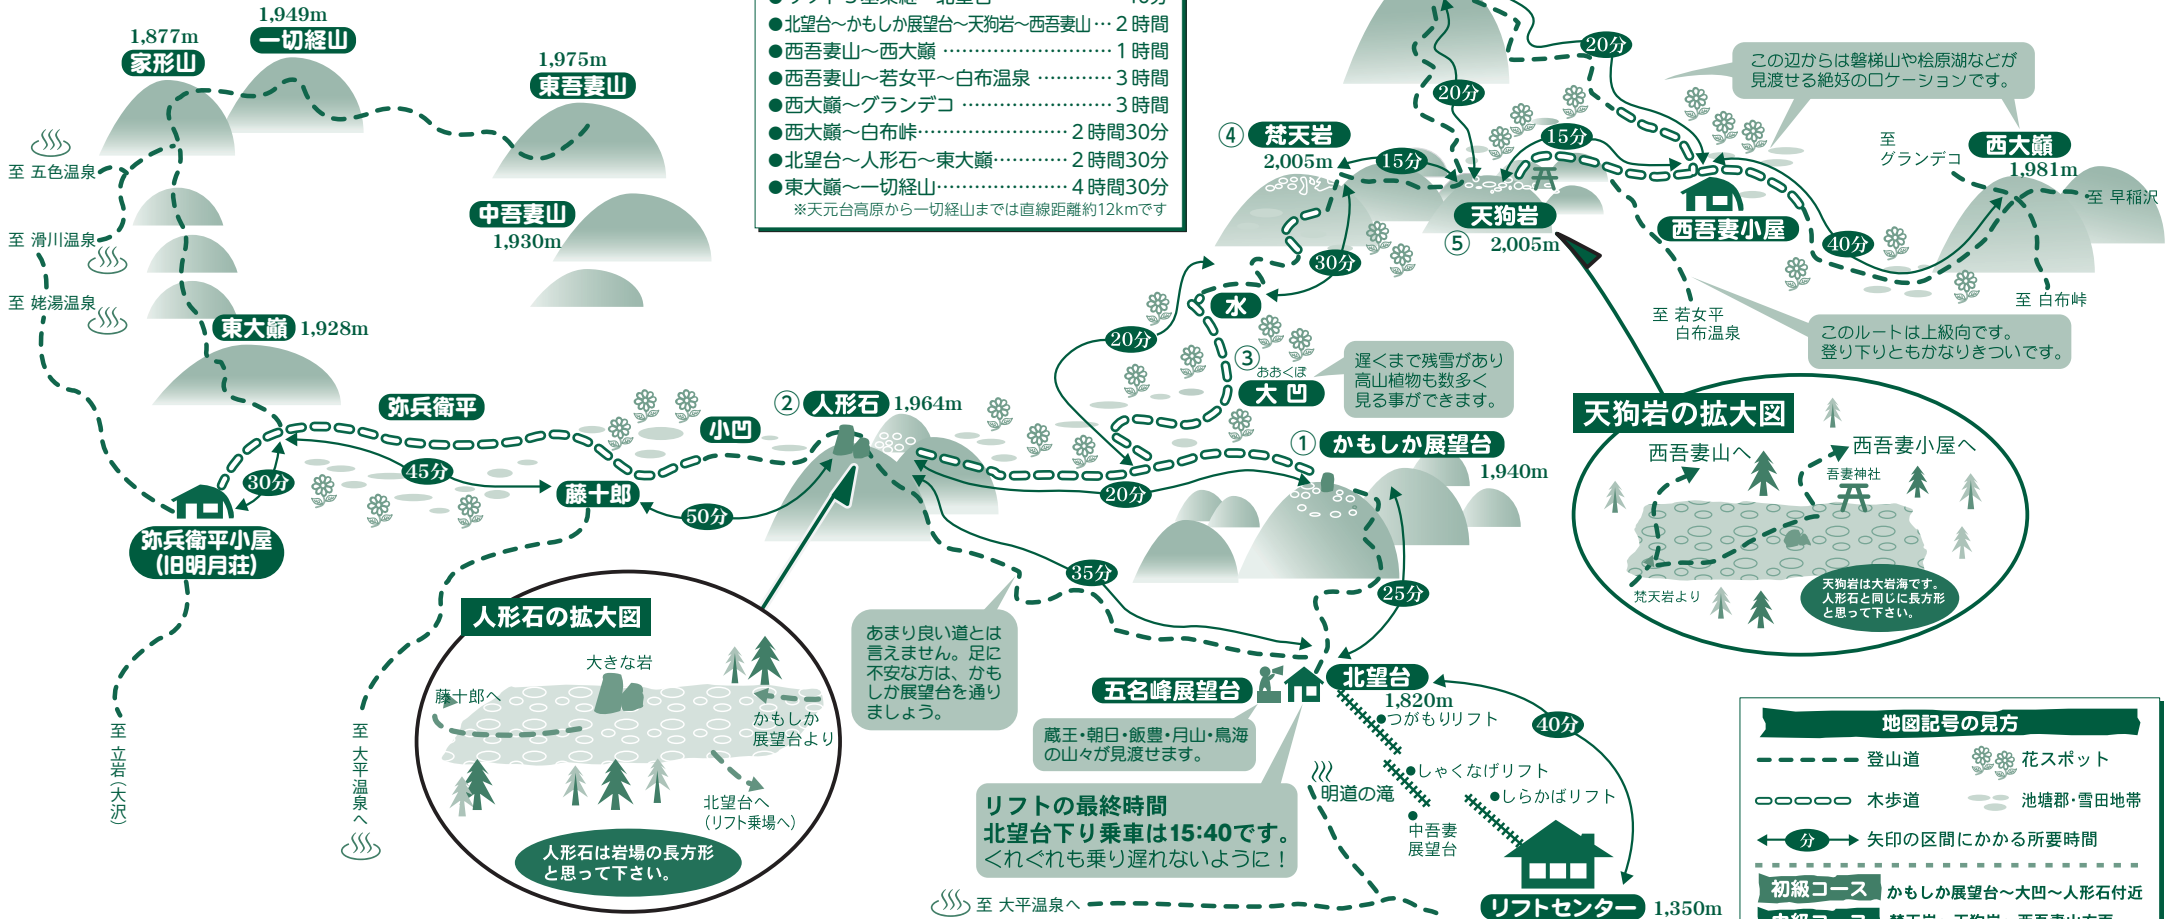 1,949m
一切経山
1,877m
家形山
1,975m
東吾妻山
中吾妻山
1,930m
至 五色温泉
至 滑川温泉
至 姥湯温泉
東大巓 1,928m
●北望台～かもしか展望台～天狗岩～西吾妻山…２時間
●西吾妻山～西大巓…１時間
●西吾妻山～若女平～白布温泉…３時間
●西大巓～グランデコ…３時間
●西大巓～白布峠…２時間30分
●北望台～人形石～東大巓…２時間30分
●東大巓～一切経山…４時間30分
※天元台高原から一切経山までは直線距離約12kmです
20分
20分
この辺からは磐梯山や桧原湖などが
見渡せる絶好のロケーションです。
④ 梵天岩
2,005m
15分
15分
天狗岩
⑤ 2,005m
西吾妻小屋
至
グランデコ
西大巓
1,981m
至 早稲沢
40分
至 白布峠
至 若女平
白布温泉
このルートは上級向です。
登り下りともかなりきついです。
30分
水
20分
③
おおくぼ
大凹
遅くまで残雪があり
高山植物も数多く
見る事ができます。
① かもしか展望台
1,940m
20分
② 人形石 1,964m
小凹
弥兵衛平
45分
30分
藤十郎
50分
弥兵衛平小屋
(旧明月荘)
至 立岩(大沢)
至 大平温泉へ
35分
25分
あまり良い道とは
言えません。足に
不安な方は、かも
しか展望台を通り
ましょう。
人形石の拡大図
大きな岩
藤十郎へ
かもしか
展望台より
北望台へ
（リフト乗場へ）
人形石は岩場の長方形
と思って下さい。
天狗岩の拡大図
西吾妻山へ
西吾妻小屋へ
吾妻神社
梵天岩より
天狗岩は大岩海です。
人形石と同じに長方形
と思って下さい。
五名峰展望台
北望台
1,820m
蔵王・朝日・飯豊・月山・鳥海
の山々が見渡せます。
つがもりリフト
40分
しゃくなげリフト
しらかばリフト
明道の滝
中吾妻
展望台
リフトの最終時間
北望台下り乗車は15:40です。
くれぐれも乗り遅れないように！
至 大平温泉へ
リフトセンター 1,350m
地図記号の見方
登山道
花スポット
木歩道
池塘郡・雪田地帯
分
矢印の区間にかかる所要時間
初級コース かもしか展望台～大凹～人形石付近